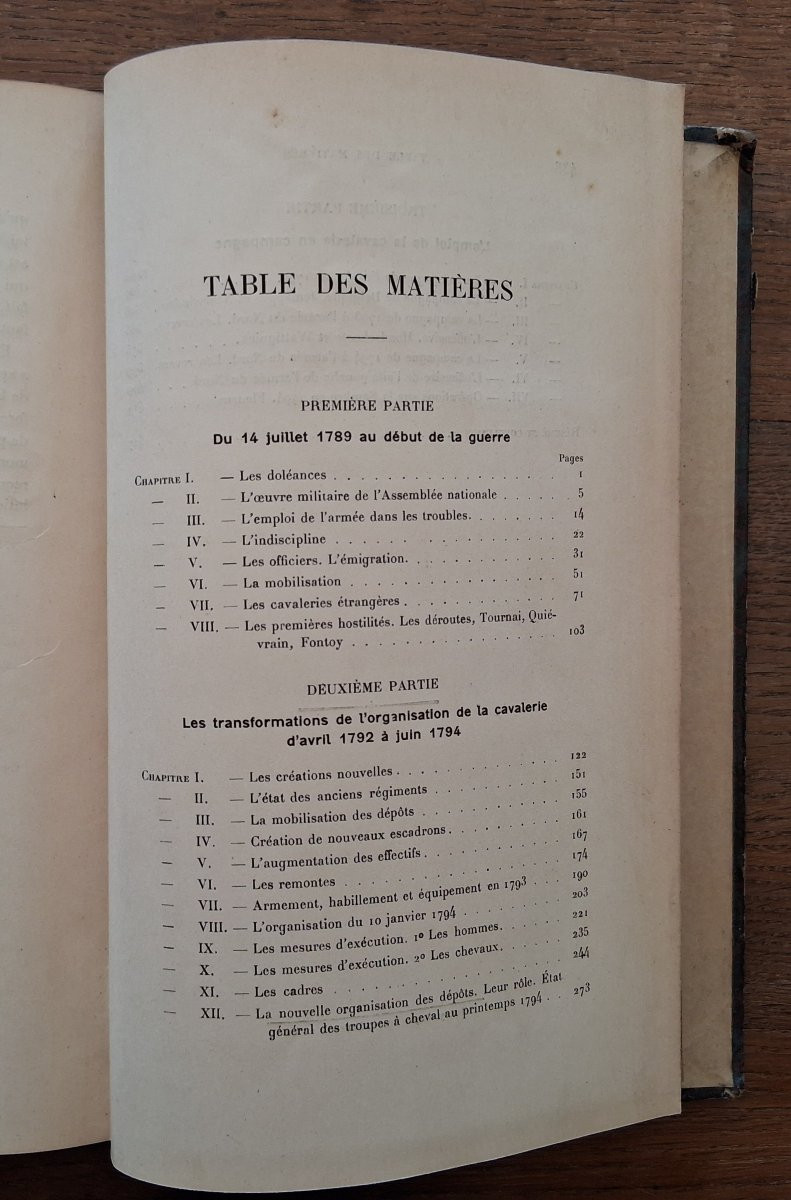 TABLE DES MATIÈRES
PREMIÈRE PARTIE
Du 14 juillet 1789 au début de la guerre
Pages
CHAPITRE I. — Les doléances . . . . . . . . . . . . . . . . . 1
— II. — L'œuvre militaire de l'Assemblée nationale . . . . . . 5
— III. — L'emploi de l'armée dans les troubles. . . . . . . . 14
— IV. — L'indiscipline . . . . . . . . . . . . . . . . 22
— V. — Les officiers. L'émigration. . . . . . . . . . . . . 31
— VI. — La mobilisation . . . . . . . . . . . . . . . . 51
— VII. — Les cavaleries étrangères . . . . . . . . . . . . . 71
— VIII. — Les premières hostilités. Les déroutes, Tournai, Quié-
vrain, Fontoy . . . . . . . . . . . . . . . . 103
DEUXIÈME PARTIE
Les transformations de l'organisation de la cavalerie
d'avril 1792 à juin 1794
CHAPITRE I. — Les créations nouvelles . . . . . . . . . . . . . 122
— II. — L'état des anciens régiments . . . . . . . . . . 151
— III. — La mobilisation des dépôts . . . . . . . . . . . 155
— IV. — Création de nouveaux escadrons. . . . . . . . . . 161
— V. — L'augmentation des effectifs. . . . . . . . . . . 167
— VI. — Les remontes . . . . . . . . . . . . . . . . 174
— VII. — Armement, habillement et équipement en 1793 . . . 190
— VIII. — L'organisation du 10 janvier 1794 . . . . . . . . 203
— IX. — Les mesures d'exécution. 1º Les hommes. . . . . . 221
— X. — Les mesures d'exécution. 2º Les chevaux. . . . . . 235
— XI. — Les cadres . . . . . . . . . . . . . . . . . 244
— XII. — La nouvelle organisation des dépôts. Leur rôle. État
général des troupes à cheval au printemps 1794 . . 273